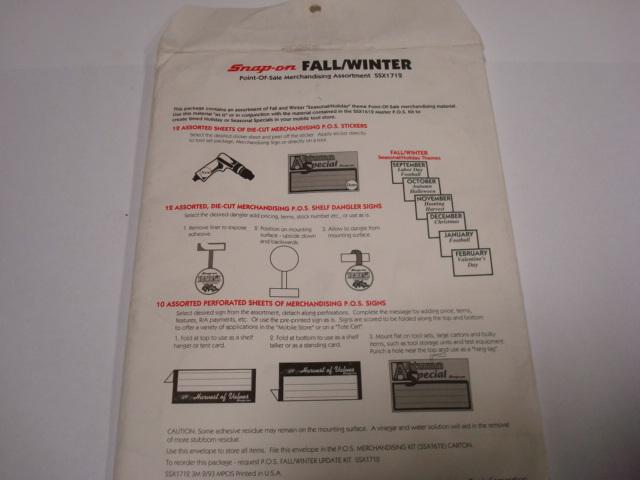 Snap-on FALL/WINTER
Point-Of-Sale Merchandising Assortment SSX1712
This package contains an assortment of Fall and Winter "Seasonal/Holiday" theme Point-Of-Sale merchandising material.
Use this material "as is" or in conjunction with the material contained in the SSX1612 Master P.O.S. Kit to
create timed Holiday or Seasonal Specials in your mobile tool store.
12 ASSORTED SHEETS OF DIE-CUT MERCHANDISING P.O.S. STICKERS
Select the desired sticker sheet and peel off the sticker. Apply sticker directly
to tool set package, Merchandising Sign or directly on a tool.
Autumn
Special
FALL/WINTER
Seasonal/Holiday Themes
SEPTEMBER
Labor Day
Football
OCTOBER
Autumn
Halloween
NOVEMBER
Hunting
Harvest
DECEMBER
Christmas
JANUARY
Football
FEBRUARY
Valentine's
Day
12 ASSORTED, DIE-CUT MERCHANDISING P.O.S. SHELF DANGLER SIGNS
Select the desired dangler add pricing, terms, stock number etc., or use as is.
1. Remove liner to expose
adhesive.
2. Position on mounting
surface - upside down
and backwards.
3. Allow to dangle from
mounting surface.
10 ASSORTED PERFORATED SHEETS OF MERCHANDISING P.O.S. SIGNS
Select desired sign from the assortment, detach along perforations. Complete the message by adding price, terms,
features, R/A payments, etc. Or use the pre-printed sign as is. Signs are scored to be folded along the top and bottom
to offer a variety of applications in the "Mobile Store" or on a "Tote Cart".
1. Fold at top to use as a shelf
hanger or tent card.
2. Fold at bottom to use as a shelf
talker or as a standing card.
3. Mount flat on tool sets, large cartons and bulky
items, such as tool storage units and test equipment.
Punch a hole near the top and use as a "hang tag".
Harvest of Values
Harvest of Values
Autumn
Special
CAUTION: Some adhesive residue may remain on the mounting surface. A vinegar and water solution will aid in the removal
of more stubborn residue.
Use this envelope to store all items. File this envelope in the P.O.S. MERCHANDISING KIT (SSX1611E) CARTON.
To reorder this package - request P.O.S. FALL/WINTER UPDATE KIT SSX1712
SSX1712 3M 9/93 MPOS Printed in U.S.A.